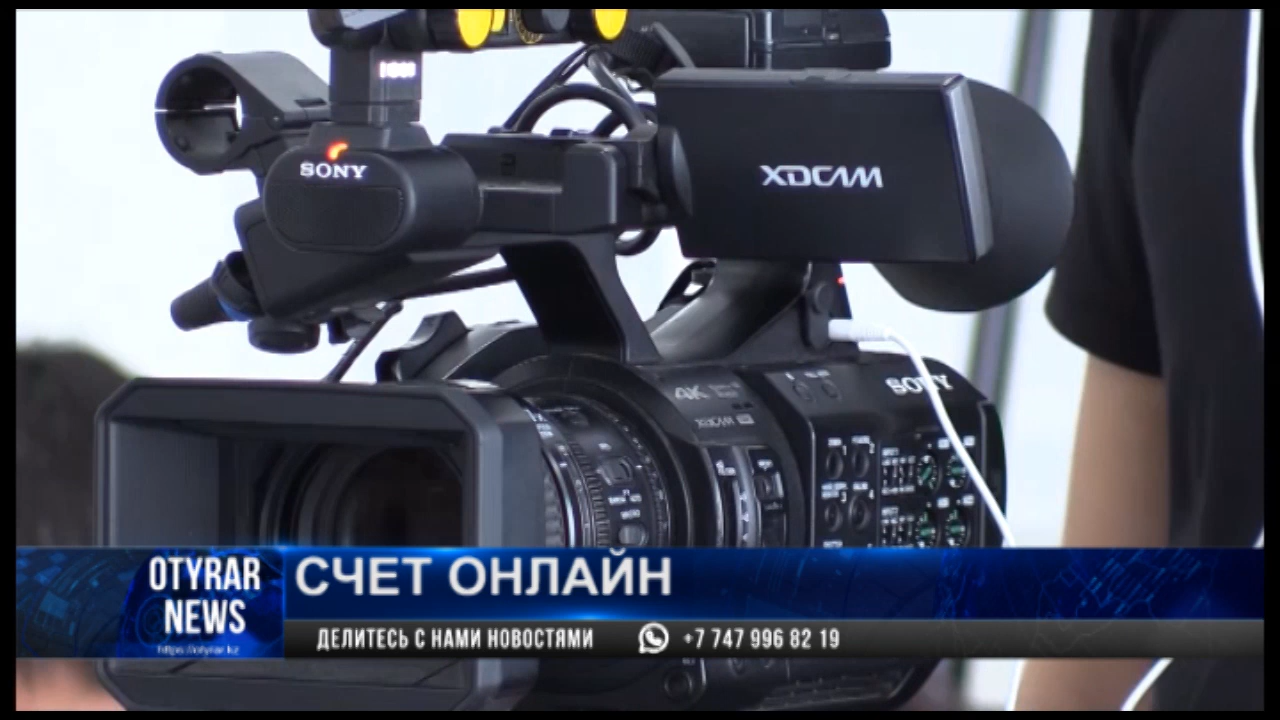 SONY
XDCAM
4K
XDCAM
SONY
OTYRAR
NEWS
https://otyrar.kz
СЧЕТ ОНЛАЙН
ДЕЛИТЕСЬ С НАМИ НОВОСТЯМИ
+7 747 996 82 19